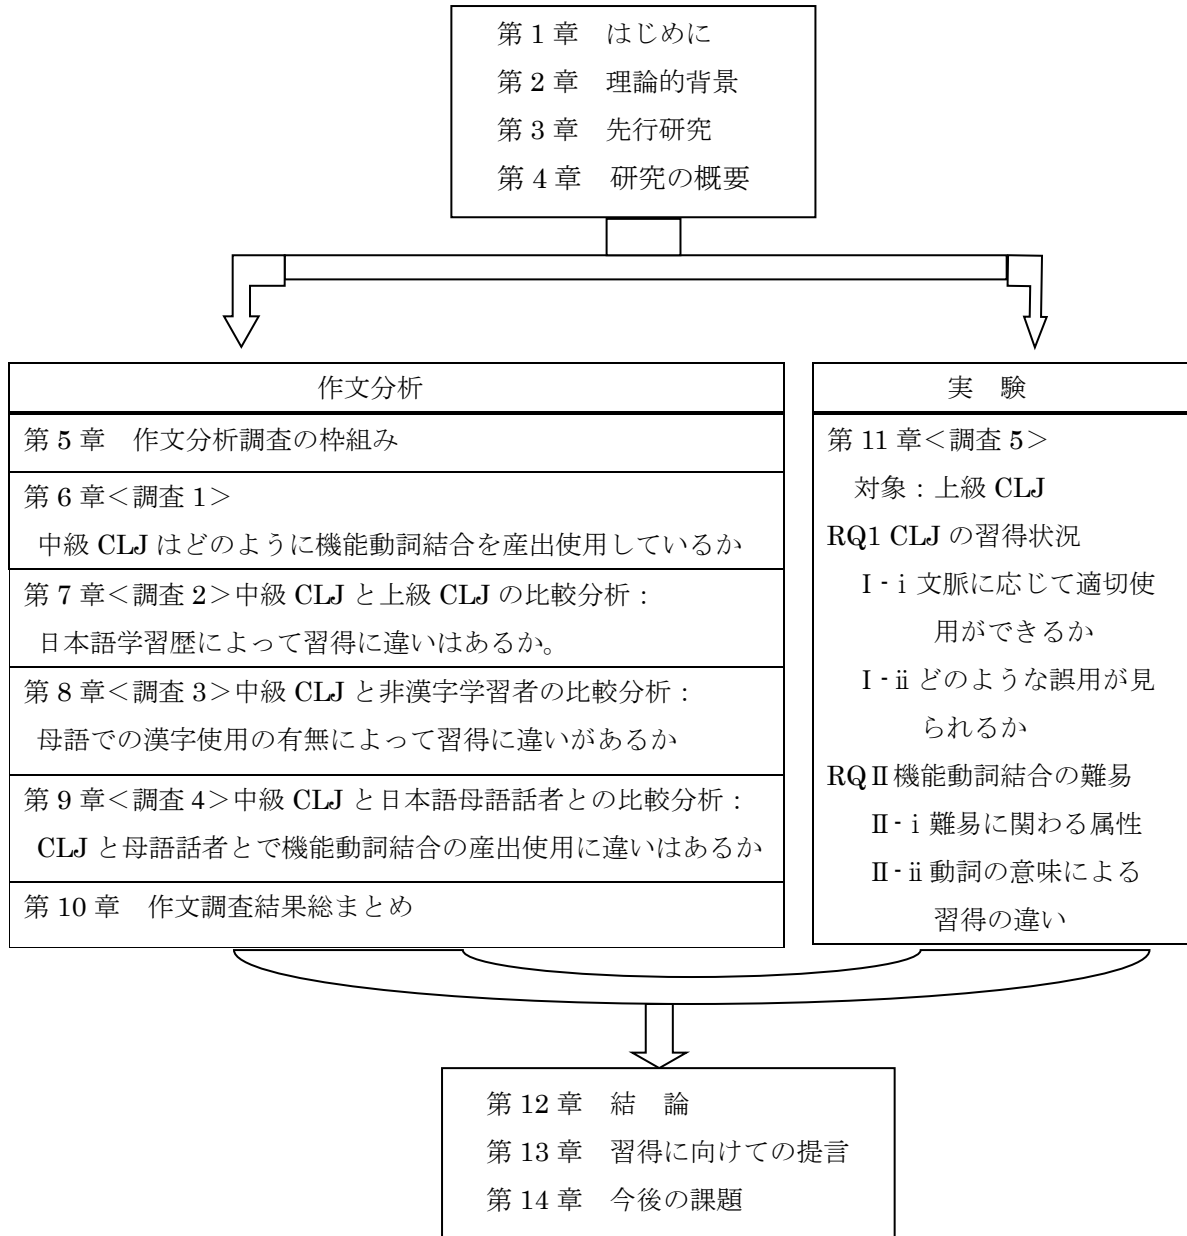 第 1 章　はじめに
第 2 章　理論的背景
第 3 章　先行研究
第 4 章　研究の概要
作文分析
第 5 章　作文分析調査の枠組み
第 6 章＜調査 1＞
中級 CLJ はどのように機能動詞結合を産出使用しているか
第 7 章＜調査 2＞中級 CLJ と上級 CLJ の比較分析：
日本語学習歴によって習得に違いはあるか。
第 8 章＜調査 3＞中級 CLJ と非漢字学習者の比較分析：
母語での漢字使用の有無によって習得に違いがあるか
第 9 章＜調査 4＞中級 CLJ と日本語母語話者との比較分析：
CLJ と母語話者とで機能動詞結合の産出使用に違いはあるか
第 10 章　作文調査結果総まとめ
実　験
第 11 章＜調査 5＞
対象：上級 CLJ
RQ1 CLJ の習得状況
Ⅰ-ⅰ 文脈に応じて適切使
用ができるか
Ⅰ-ⅱ どのような誤用が見
られるか
RQⅡ機能動詞結合の難易
Ⅱ-ⅰ 難易に関わる属性
Ⅱ-ⅱ 動詞の意味による
習得の違い
第 12 章　結　論
第 13 章　習得に向けての提言
第 14 章　今後の課題